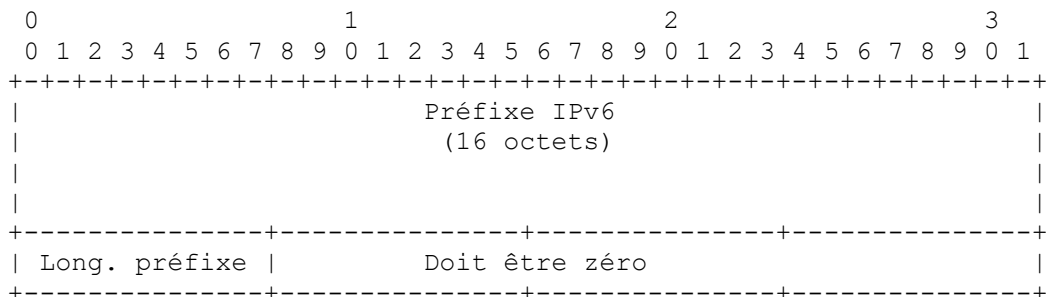 0                   1                   2                   3
 0 1 2 3 4 5 6 7 8 9 0 1 2 3 4 5 6 7 8 9 0 1 2 3 4 5 6 7 8 9 0 1
+-+-+-+-+-+-+-+-+-+-+-+-+-+-+-+-+-+-+-+-+-+-+-+-+-+-+-+-+-+-+-+-+
|                         Préfixe IPv6                          |
|                          (16 octets)                          |
|                                                               |
|                                                               |
+---------------+---------------+---------------+---------------+
| Long. préfixe |         Doit être zéro                        |
+---------------+---------------+---------------+---------------+